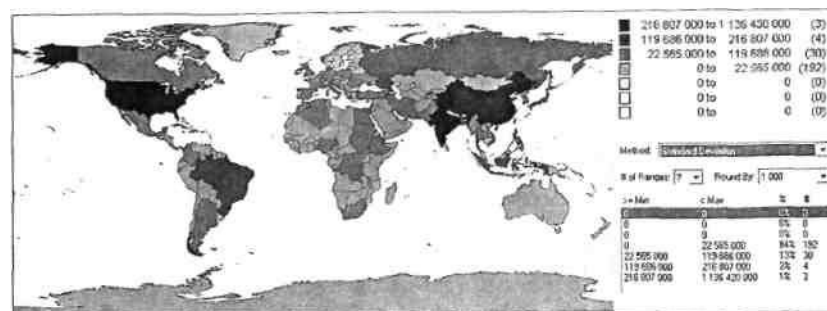 216 807 000 to 1 136 430 000 (3)
119 686 000 to 216 807 000 (4)
22 565 000 to 119 686 000 (30)
0 to 22 565 000 (192)
0 to 0 (0)
0 to 0 (0)
0 to 0 (0)
Method: Standard Deviation
# of Ranges: 7 Round By: 1 000
>= Min < Max % #
0 0 0% 0
0 0 0% 0
0 0 0% 0
0 22 565 000 84% 192
22 565 000 119 686 000 13% 30
119 686 000 216 807 000 2% 4
216 807 000 1 136 420 000 1% 3